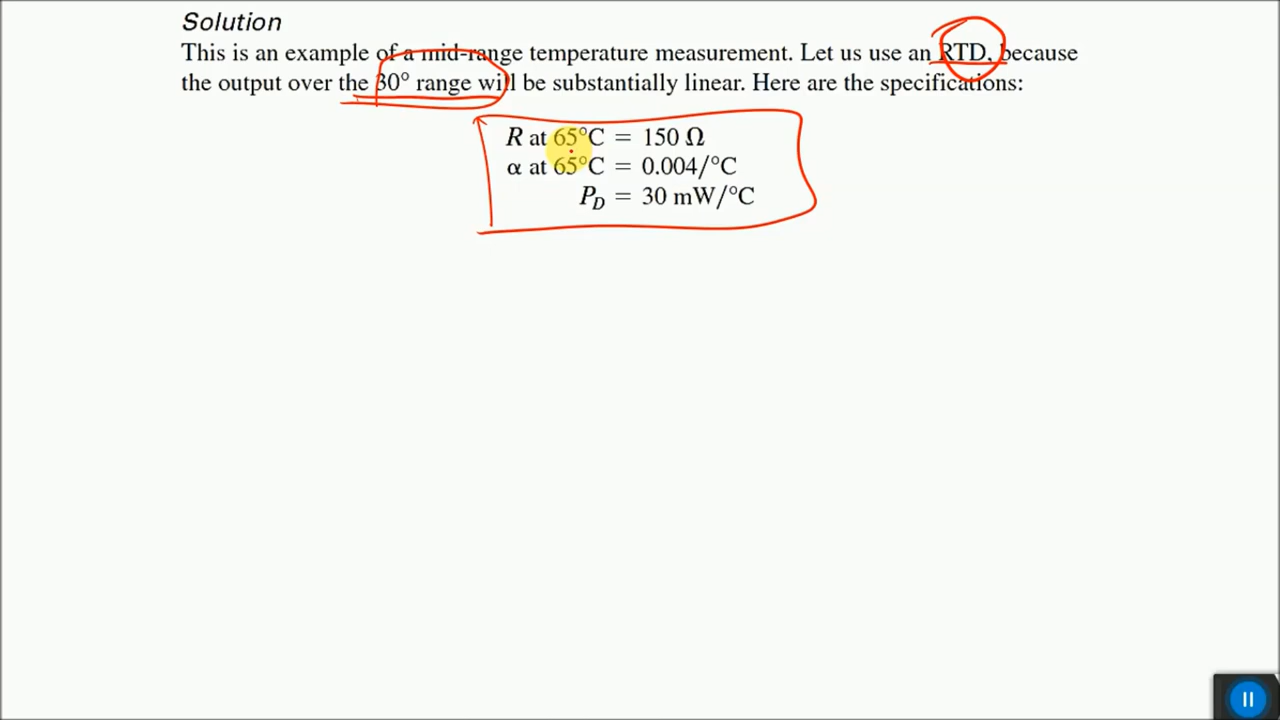 Solution
This is an example of a mid-range temperature measurement. Let us use an RTD, because
the output over the 30° range will be substantially linear. Here are the specifications:
R at 65°C = 150 Ω
α at 65°C = 0.004/°C
P_D = 30 mW/°C